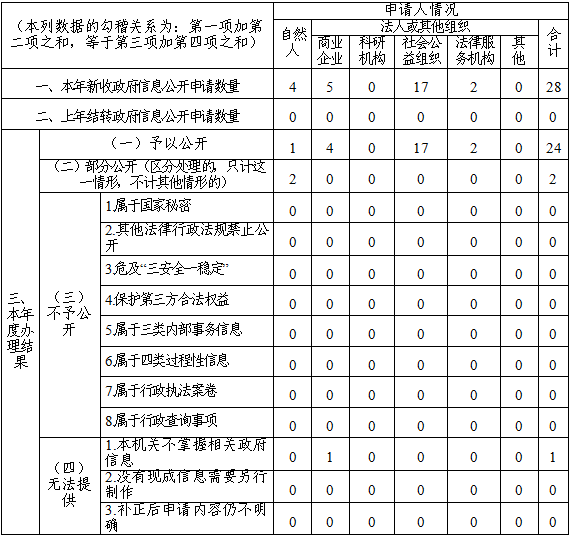 （本列数据的勾稽关系为：第一项加第二项之和，等于第三项加第四项之和）
申请人情况
自然人
法人或其他组织
合计
商业企业
科研机构
社会公益组织
法律服务机构
其他
一、本年新收政府信息公开申请数量 4 5 0 17 2 0 28
二、上年结转政府信息公开申请数量 0 0 0 0 0 0 0
三、本年度办理结果
（一）予以公开 1 4 0 17 2 0 24
（二）部分公开（区分处理的，只计这一情形，不计其他情形的） 2 0 0 0 0 0 2
（三）不予公开
1.属于国家秘密 0 0 0 0 0 0 0
2.其他法律行政法规禁止公开 0 0 0 0 0 0 0
3.危及“三安全一稳定” 0 0 0 0 0 0 0
4.保护第三方合法权益 0 0 0 0 0 0 0
5.属于三类内部事务信息 0 0 0 0 0 0 0
6.属于四类过程性信息 0 0 0 0 0 0 0
7.属于行政执法案卷 0 0 0 0 0 0 0
8.属于行政查询事项 0 0 0 0 0 0 0
（四）无法提供
1.本机关不掌握相关政府信息 0 1 0 0 0 0 1
2.没有现成信息需要另行制作 0 0 0 0 0 0 0
3.补正后申请内容仍不明确 0 0 0 0 0 0 0